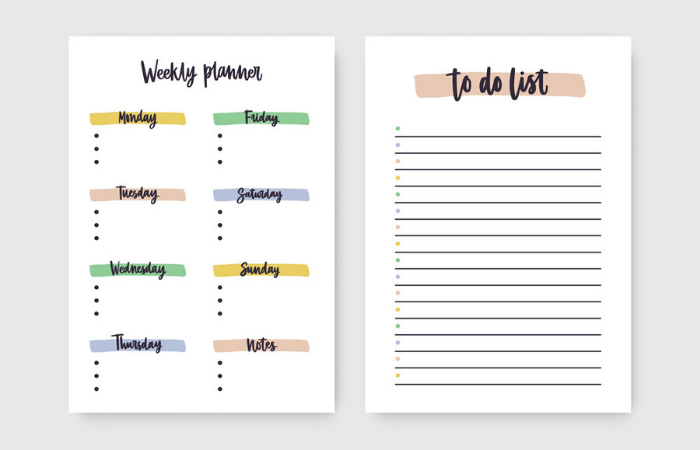 Weekly planner
Monday
Tuesday
Wednesday
Thursday
Friday
Saturday
Sunday
Notes
to do list